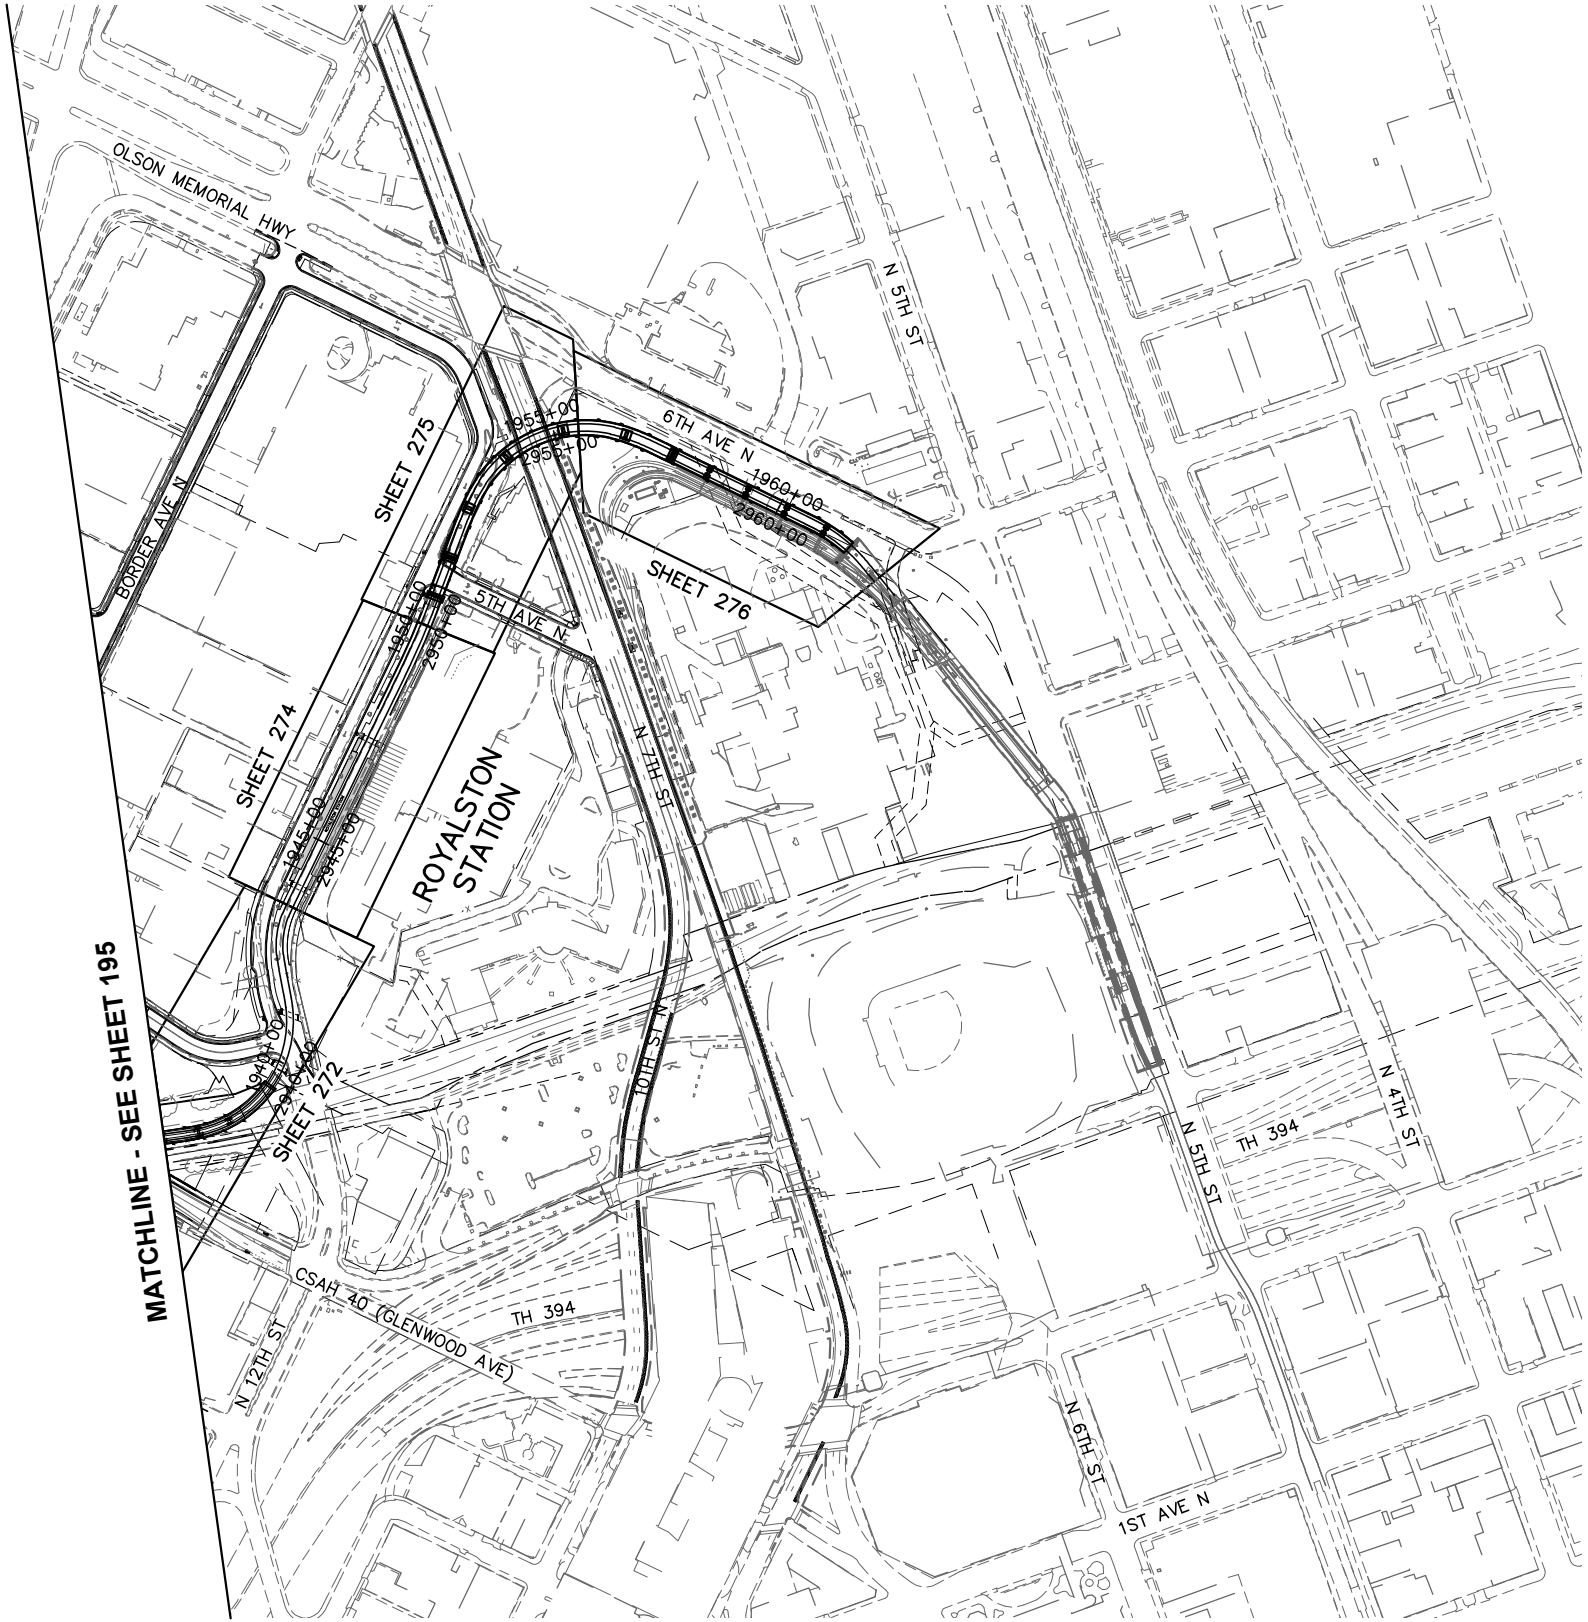 OLSON MEMORIAL HWY
N 5TH ST
SHEET 275
1955+00
2955+00
6TH AVE N
1960+00
2960+00
BORDER AVE N
SHEET 276
5TH AVE N
1950+00
2950+00
SHEET 274
N 7TH ST
ROYALSTON
STATION
1945+00
2945+00
MATCHLINE - SEE SHEET 195
1940+00
2940+00
SHEET 272
10TH ST N
N 4TH ST
TH 394
N 5TH ST
CSAH 40 (GLENWOOD AVE)
TH 394
N 12TH ST
N 6TH ST
1ST AVE N